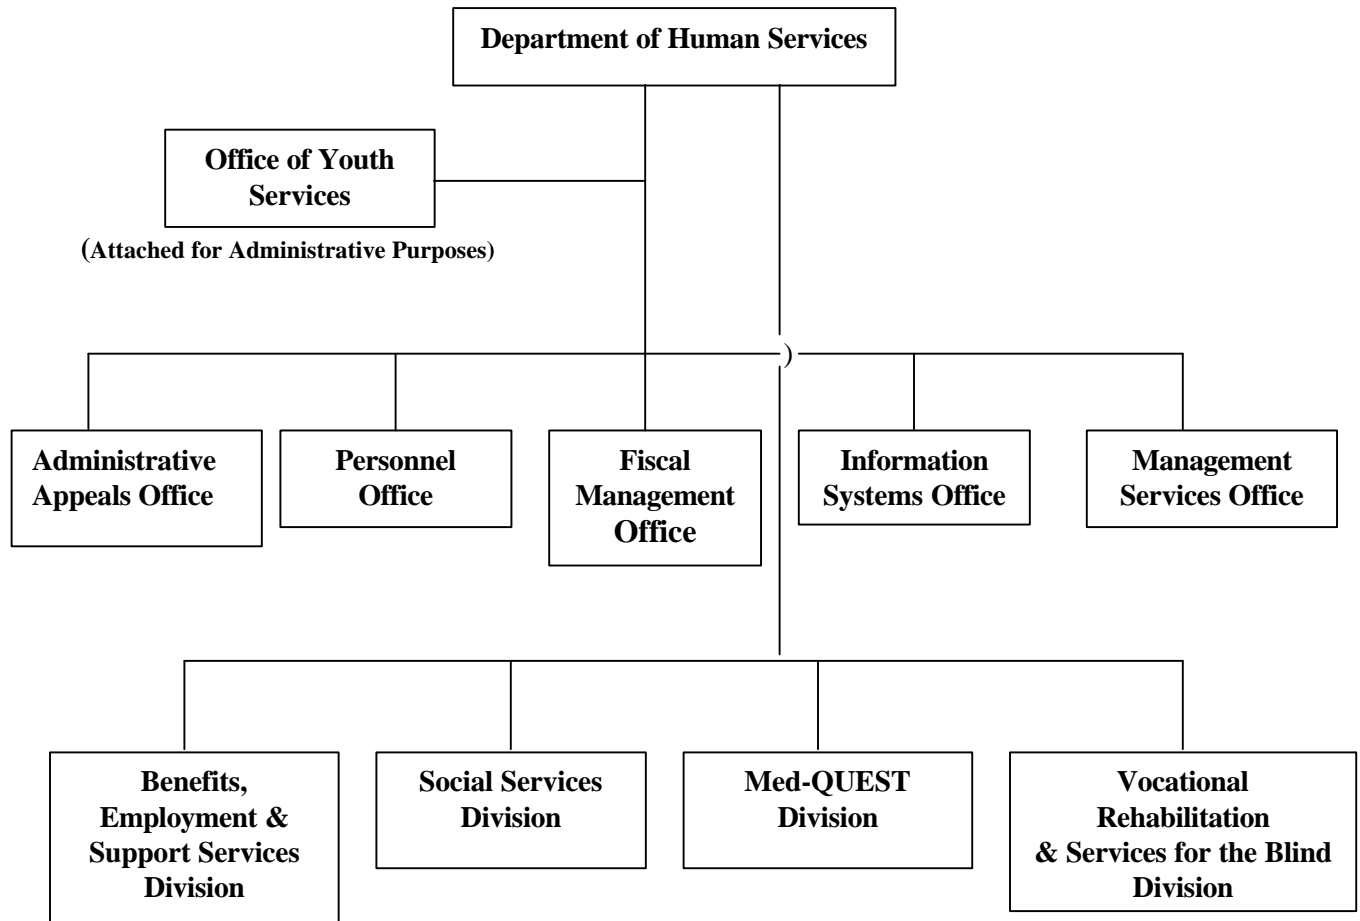 Department of Human Services
Office of Youth
Services
(Attached for Administrative Purposes)
)
Administrative
Appeals Office
Personnel
Office
Fiscal
Management
Office
Information
Systems Office
Management
Services Office
Benefits,
Employment &
Support Services
Division
Social Services
Division
Med-QUEST
Division
Vocational
Rehabilitation
& Services for the Blind
Division